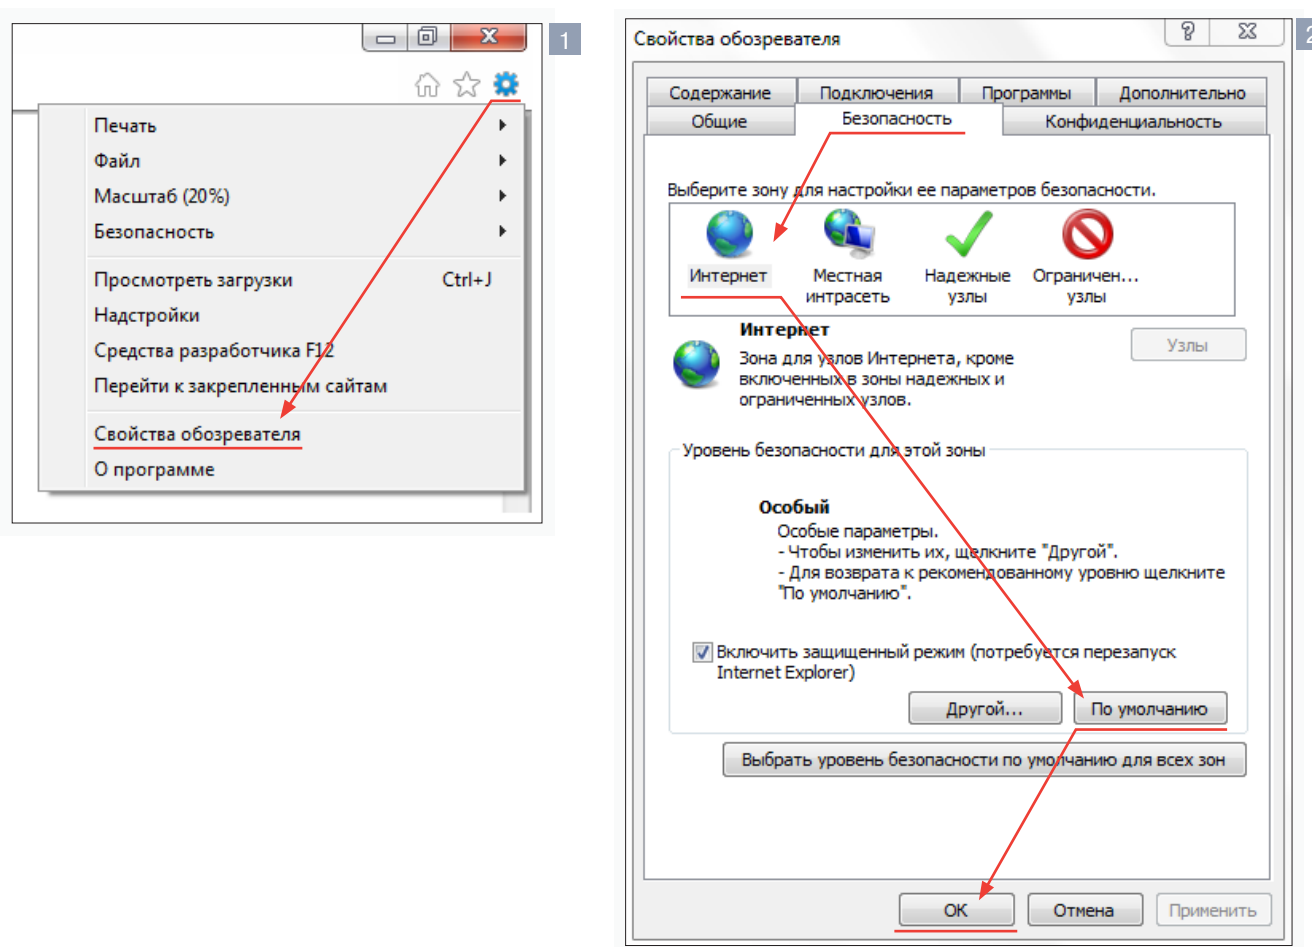 1
Печать
Файл
Масштаб (20%)
Безопасность
Просмотреть загрузки Ctrl+J
Надстройки
Средства разработчика F12
Перейти к закрепленным сайтам
Свойства обозревателя
О программе
2
Свойства обозревателя
?
Содержание Подключения Программы Дополнительно
Общие Безопасность Конфиденциальность
Выберите зону для настройки ее параметров безопасности.
Интернет Местная Надежные Ограничен...
интрасеть узлы узлы
Интернет
Узлы
Зона для узлов Интернета, кроме
включенных в зоны надежных и
ограниченных узлов.
Уровень безопасности для этой зоны
Особый
Особые параметры.
- Чтобы изменить их, щелкните "Другой".
- Для возврата к рекомендованному уровню щелкните
"По умолчанию".
Включить защищенный режим (потребуется перезапуск
Internet Explorer)
Другой... По умолчанию
Выбрать уровень безопасности по умолчанию для всех зон
ОК Отмена Применить